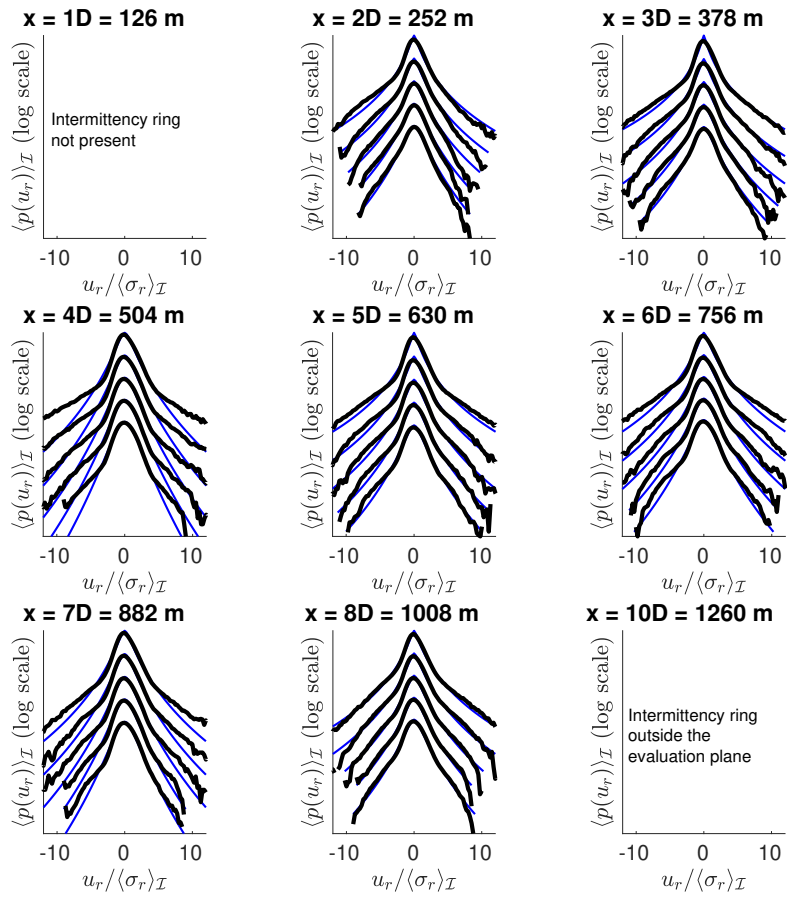 x = 1D = 126 m
x = 2D = 252 m
x = 3D = 378 m
⟨p(u_r)⟩_ℐ (log scale)
Intermittency ring
not present
⟨p(u_r)⟩_ℐ (log scale)
⟨p(u_r)⟩_ℐ (log scale)
-10 0 10
-10 0 10
-10 0 10
u_r/⟨σ_r⟩_ℐ
u_r/⟨σ_r⟩_ℐ
u_r/⟨σ_r⟩_ℐ
x = 4D = 504 m
x = 5D = 630 m
x = 6D = 756 m
⟨p(u_r)⟩_ℐ (log scale)
⟨p(u_r)⟩_ℐ (log scale)
⟨p(u_r)⟩_ℐ (log scale)
-10 0 10
-10 0 10
-10 0 10
u_r/⟨σ_r⟩_ℐ
u_r/⟨σ_r⟩_ℐ
u_r/⟨σ_r⟩_ℐ
x = 7D = 882 m
x = 8D = 1008 m
x = 10D = 1260 m
⟨p(u_r)⟩_ℐ (log scale)
⟨p(u_r)⟩_ℐ (log scale)
⟨p(u_r)⟩_ℐ (log scale)
Intermittency ring
outside the
evaluation plane
-10 0 10
-10 0 10
-10 0 10
u_r/⟨σ_r⟩_ℐ
u_r/⟨σ_r⟩_ℐ
u_r/⟨σ_r⟩_ℐ